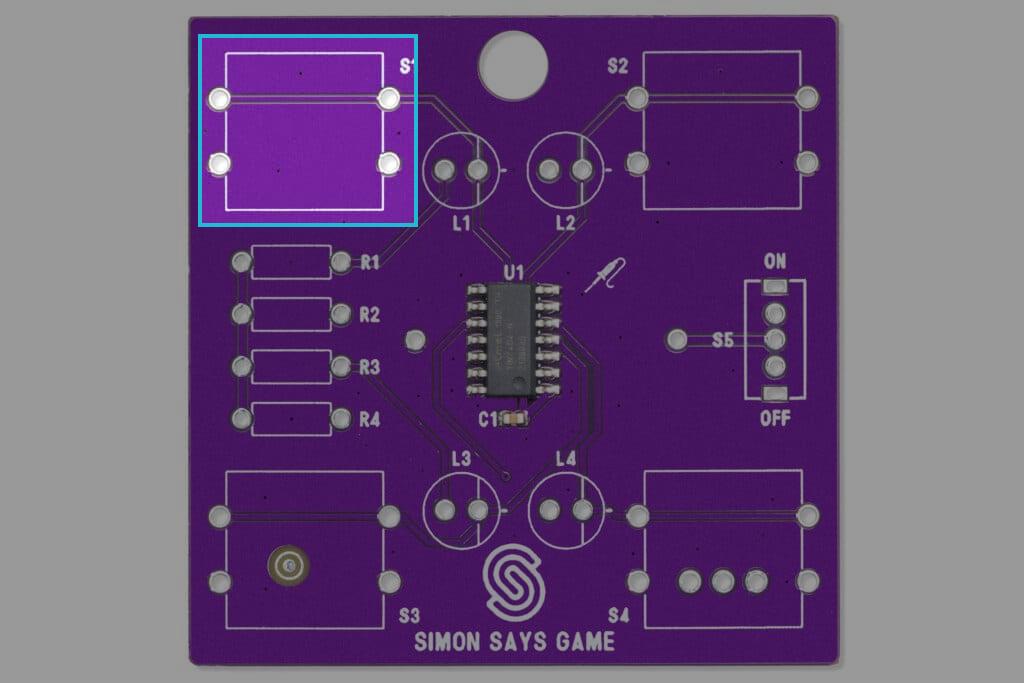 S1 S2
L1 L2
R1 U1 ON
R2
S5
R3
R4 C1 OFF
L3 L4
S3 S4
SIMON SAYS GAME